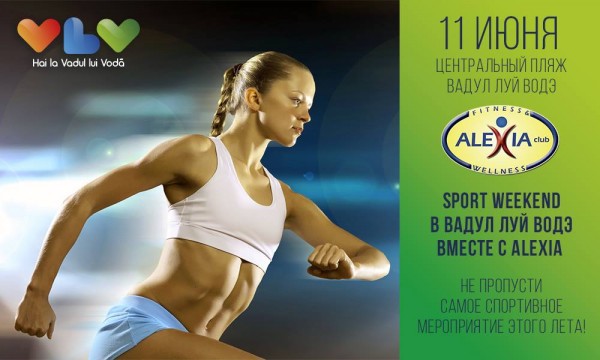 Hai la Vadul lui Vodă
11 ИЮНЯ
ЦЕНТРАЛЬНЫЙ ПЛЯЖ
ВАДУЛ ЛУЙ ВОДЭ
FITNESS &
ALEXIA club
WELLNESS
SPORT WEEKEND
В ВАДУЛ ЛУЙ ВОДЭ
ВМЕСТЕ С ALEXIA
НЕ ПРОПУСТИ
САМОЕ СПОРТИВНОЕ
МЕРОПРИЯТИЕ ЭТОГО ЛЕТА!